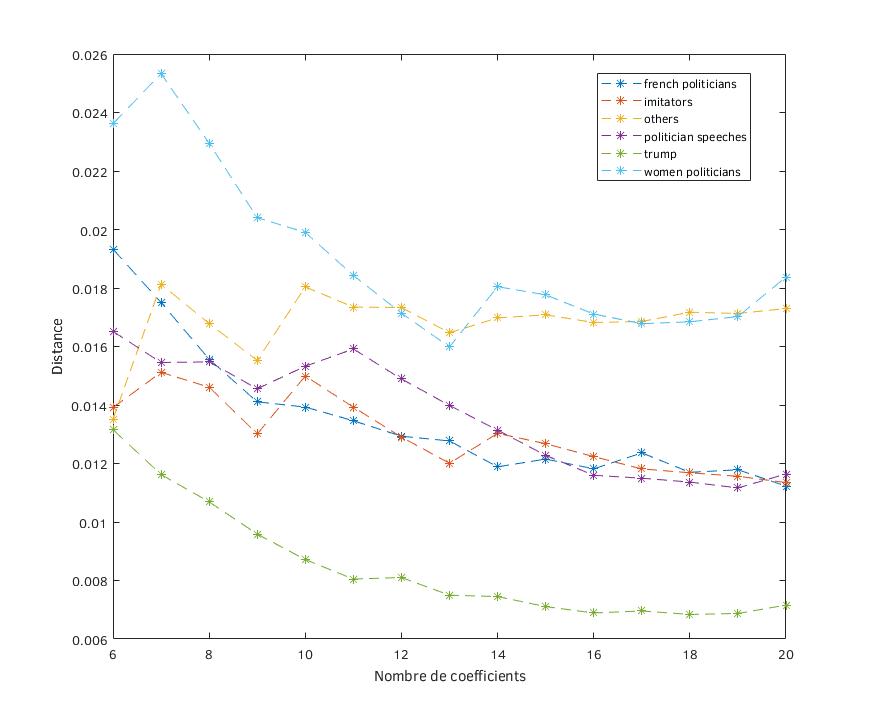 0.026
0.024
0.022
0.02
0.018
0.016
0.014
0.012
0.01
0.008
0.006
Distance
french politicians
imitators
others
politician speeches
trump
women politicians
6 8 10 12 14 16 18 20
Nombre de coefficients